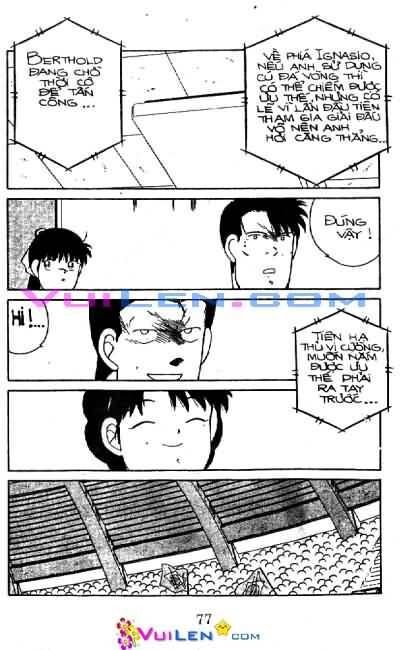 BERTHOLD
ĐANG CHỜ
THỜI CƠ
ĐỂ TẤN
CÔNG...
VỀ PHÍA IGNASIO,
NẾU ANH SỬ DỤNG
CÚ ĐÁ VÒNG THÌ
CÓ THỂ CHIẾM ĐƯỢC
ƯU THẾ, NHƯNG CÓ
LẼ VÌ LẦN ĐẦU TIÊN
THAM GIA GIẢI ĐẤU
VÕ NÊN ANH
HƠI CĂNG THẲNG...
ĐÚNG
VẬY!
VUILEN.COM
HÌ!...
TIÊN HẠ
THỦ VI CƯỜNG,
MUỐN NẮM
ĐƯỢC ƯU
THẾ PHẢI
RA TAY
TRƯỚC...
77
VUILEN.COM